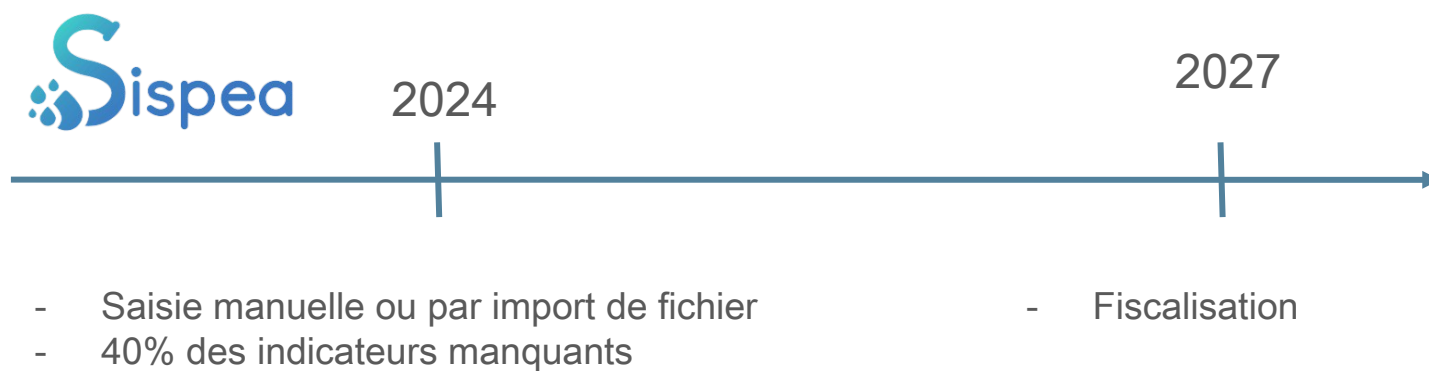 Sispea
2024
2027
- Saisie manuelle ou par import de fichier
- 40% des indicateurs manquants
- Fiscalisation